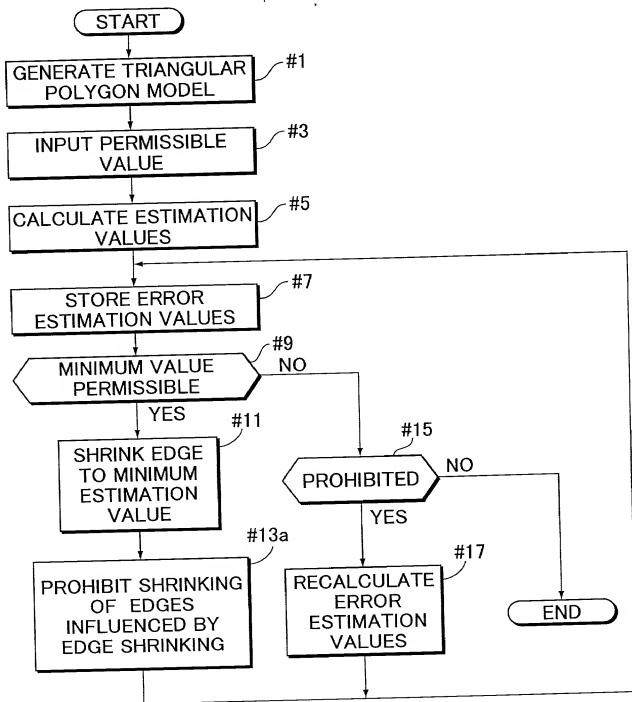 START
GENERATE TRIANGULAR
POLYGON MODEL
#1
INPUT PERMISSIBLE
VALUE
#3
CALCULATE ESTIMATION
VALUES
#5
STORE ERROR
ESTIMATION VALUES
#7
MINIMUM VALUE
PERMISSIBLE
#9
NO
YES
SHRINK EDGE
TO MINIMUM
ESTIMATION
VALUE
#11
PROHIBITED
#15
NO
YES
PROHIBIT SHRINKING
OF EDGES
INFLUENCED BY
EDGE SHRINKING
#13a
RECALCULATE
ERROR
ESTIMATION
VALUES
#17
END